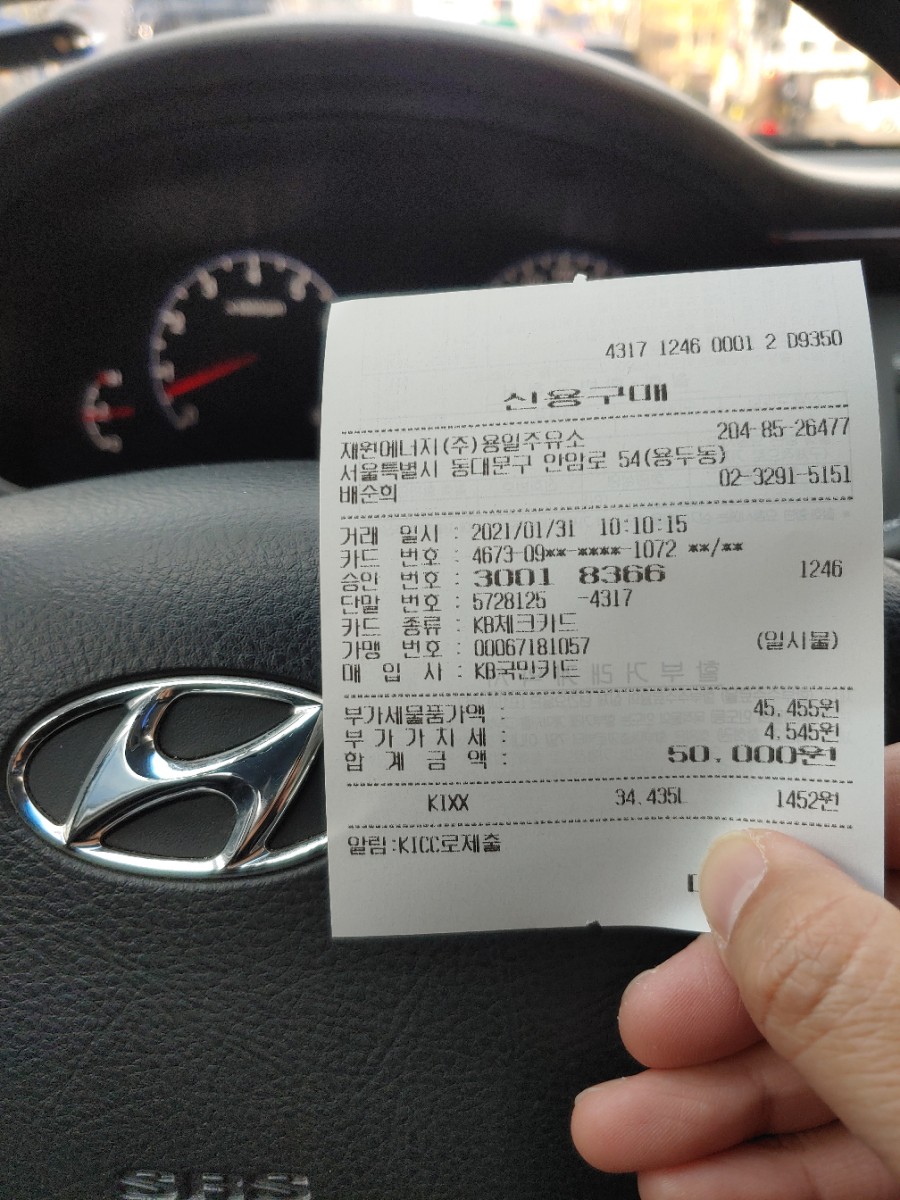 4317 1246 0001 2 D9350
신용구매
재원에너지(주)용일주유소 204-85-26477
서울특별시 동대문구 안암로 54(용두동)
배순희 02-3291-5151
거래 일시 : 2021/01/31 10:10:15
카드 번호 : 4673-09**-****-1072 **/**
승인 번호 : 3001 8366 1246
단말 번호 : 5728125 -4317
카드 종류 : KB체크카드
가맹 번호 : 00067181057 (일시불)
매 입 사 : KB국민카드
부가세물품가액 : 45,455원
부 가 가 치 세 : 4,545원
합 계 금 액 : 50,000원
KIXX 34.435L 1452원
알림:KICC로제출
SRS